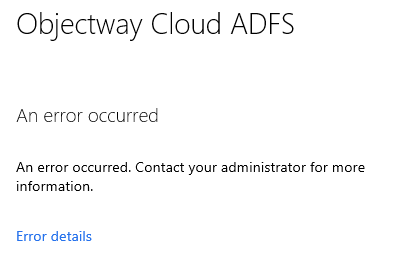 Objectway Cloud ADFS
An error occurred
An error occurred. Contact your administrator for more
information.
Error details